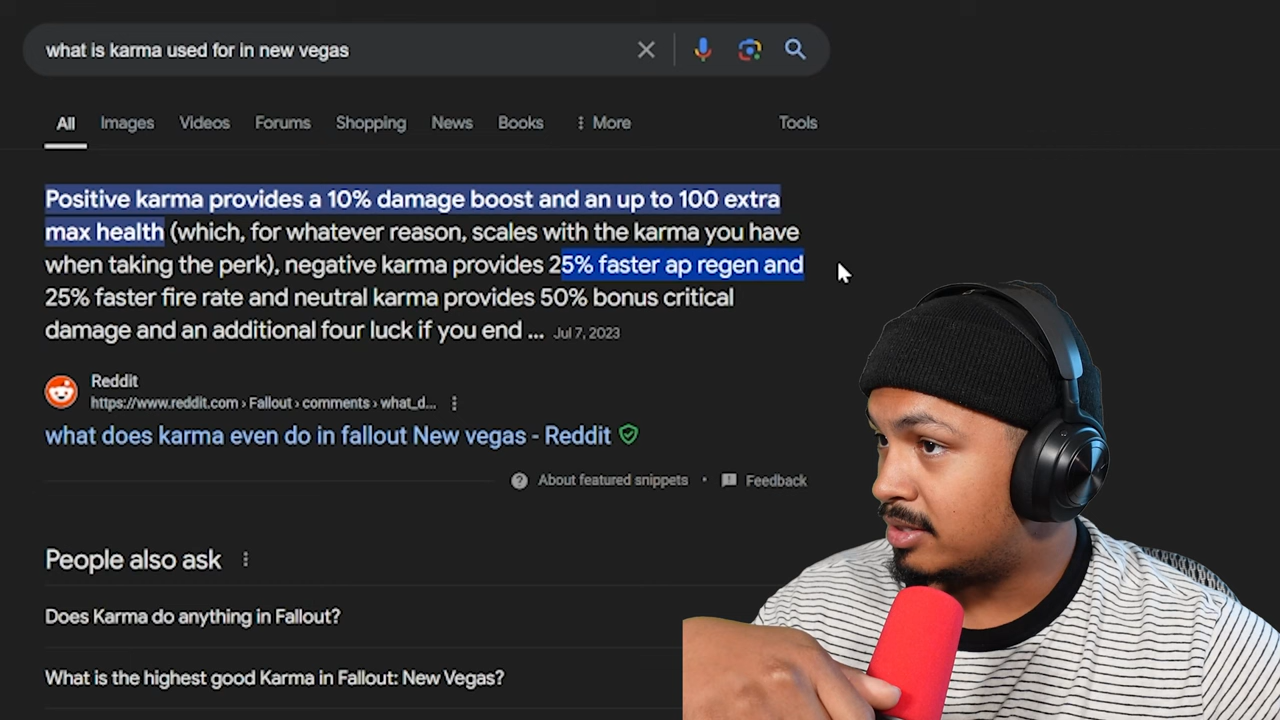 what is karma used for in new vegas
All Images Videos Forums Shopping News Books More Tools
Positive karma provides a 10% damage boost and an up to 100 extra
max health (which, for whatever reason, scales with the karma you have
when taking the perk), negative karma provides 25% faster ap regen and
25% faster fire rate and neutral karma provides 50% bonus critical
damage and an additional four luck if you end ... Jul 7, 2023
Reddit
https://www.reddit.com › Fallout › comments › what_d...
what does karma even do in fallout New vegas - Reddit
About featured snippets · Feedback
People also ask
Does Karma do anything in Fallout?
What is the highest good Karma in Fallout: New Vegas?